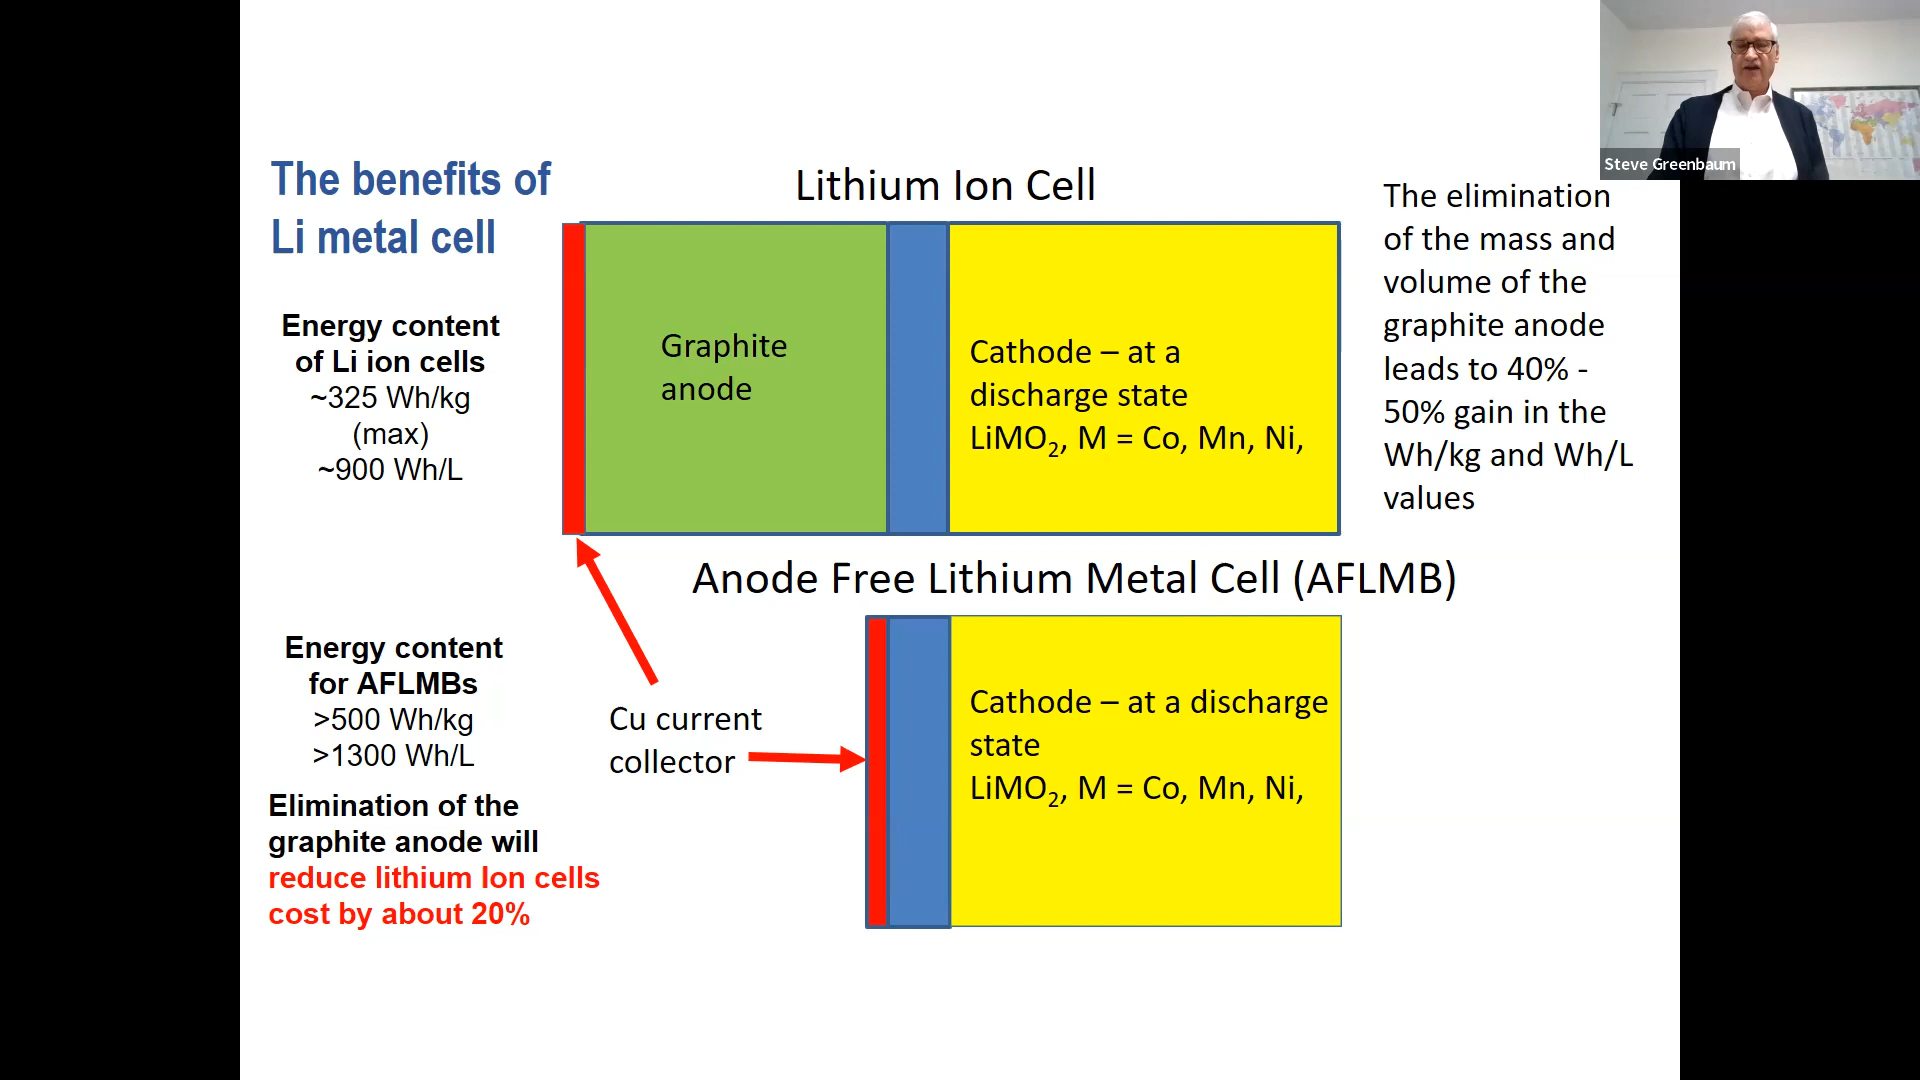 Steve Greenbaum
The benefits of
Li metal cell
Energy content
of Li ion cells
~325 Wh/kg
(max)
~900 Wh/L
Lithium Ion Cell
Graphite
anode
Cathode – at a
discharge state
LiMO₂, M = Co, Mn, Ni,
The elimination
of the mass and
volume of the
graphite anode
leads to 40% -
50% gain in the
Wh/kg and Wh/L
values
Anode Free Lithium Metal Cell (AFLMB)
Energy content
for AFLMBs
>500 Wh/kg
>1300 Wh/L
Elimination of the
graphite anode will
reduce lithium Ion cells
cost by about 20%
Cu current
collector
Cathode – at a discharge
state
LiMO₂, M = Co, Mn, Ni,